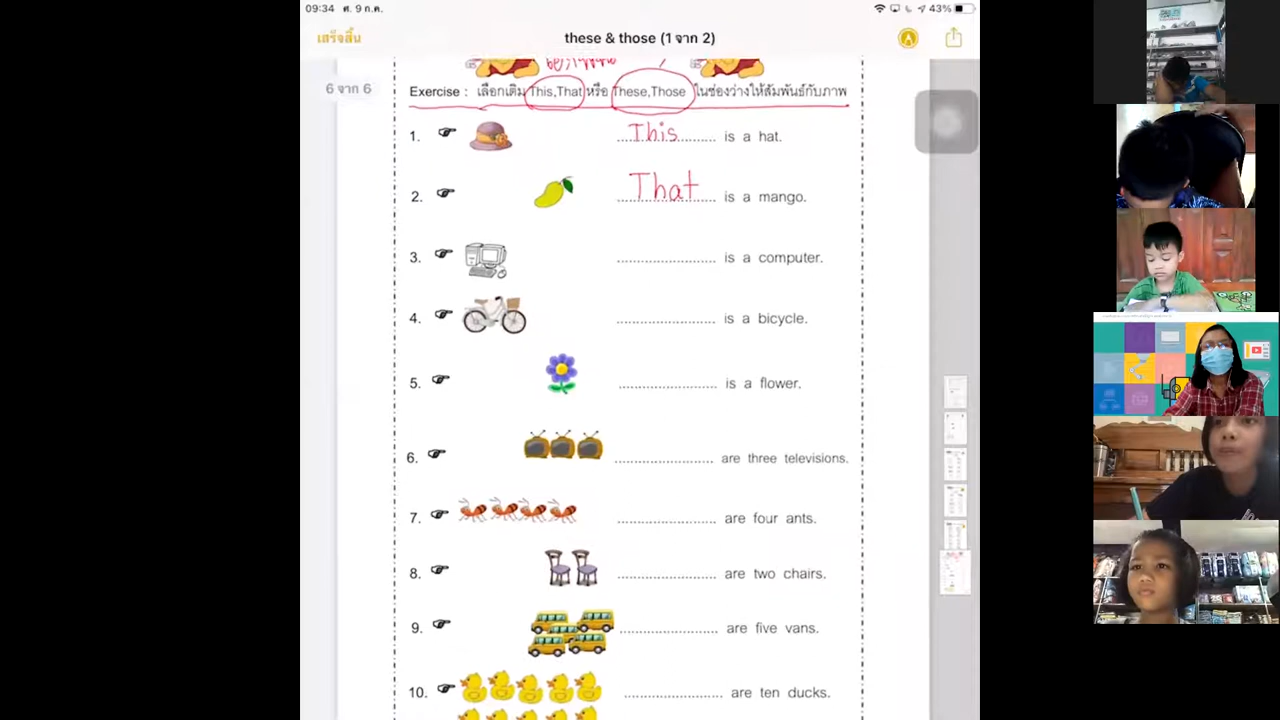 09:34 ศ. 9 ก.ค.
43%
เสร็จสิ้น
these & those (1 จาก 2)
6 จาก 6
Exercise : เลือกเติม This,That หรือ These,Those ในช่องว่างให้สัมพันธ์กับภาพ
1. This is a hat.
2. That is a mango.
3. .......................... is a computer.
4. .......................... is a bicycle.
5. .......................... is a flower.
6. .......................... are three televisions.
7. .......................... are four ants.
8. .......................... are two chairs.
9. .......................... are five vans.
10. .......................... are ten ducks.